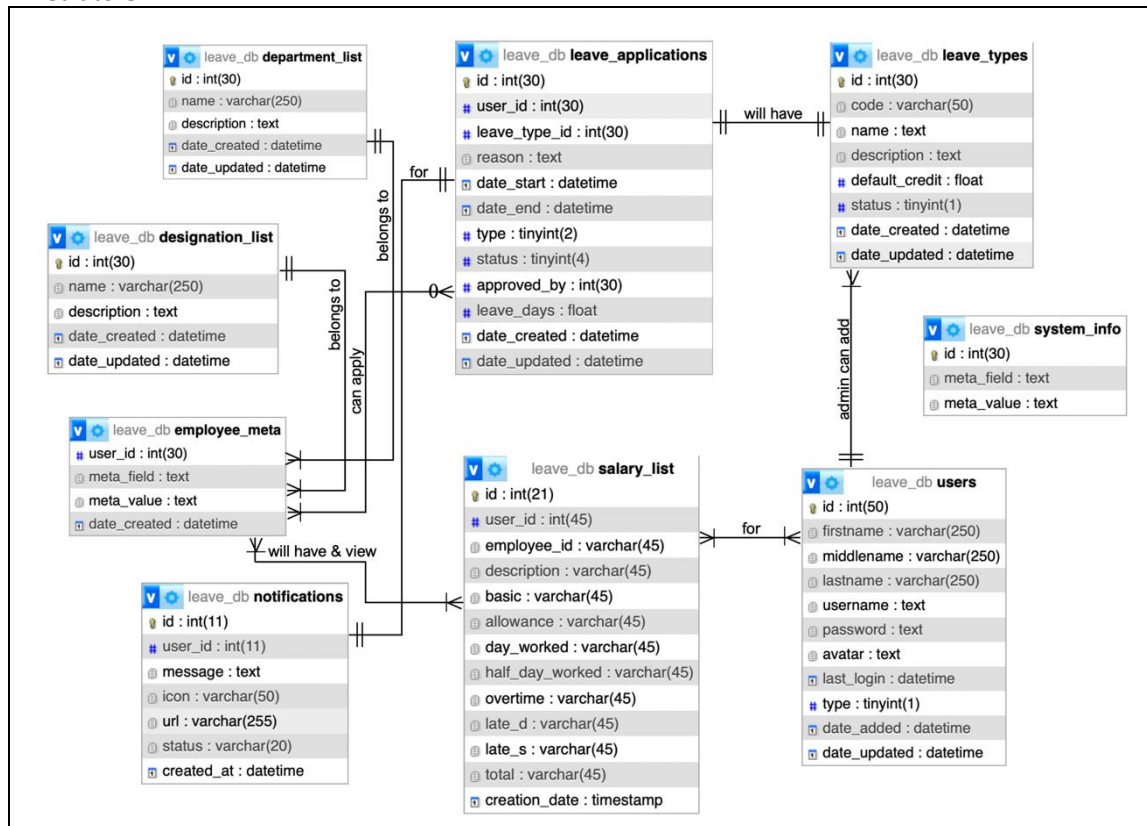 leave_db department_list
id : int(30)
name : varchar(250)
description : text
date_created : datetime
date_updated : datetime
leave_db designation_list
id : int(30)
name : varchar(250)
description : text
date_created : datetime
date_updated : datetime
leave_db employee_meta
user_id : int(30)
meta_field : text
meta_value : text
date_created : datetime
leave_db notifications
id : int(11)
user_id : int(11)
message : text
icon : varchar(50)
url : varchar(255)
status : varchar(20)
created_at : datetime
belongs to
belongs to
can apply
for
will have & view
leave_db leave_applications
id : int(30)
user_id : int(30)
leave_type_id : int(30)
reason : text
date_start : datetime
date_end : datetime
type : tinyint(2)
status : tinyint(4)
approved_by : int(30)
leave_days : float
date_created : datetime
date_updated : datetime
leave_db salary_list
id : int(21)
user_id : int(45)
employee_id : varchar(45)
description : varchar(45)
basic : varchar(45)
allowance : varchar(45)
day_worked : varchar(45)
half_day_worked : varchar(45)
overtime : varchar(45)
late_d : varchar(45)
late_s : varchar(45)
total : varchar(45)
creation_date : timestamp
will have
for
admin can add
leave_db leave_types
id : int(30)
code : varchar(50)
name : text
description : text
default_credit : float
status : tinyint(1)
date_created : datetime
date_updated : datetime
leave_db system_info
id : int(30)
meta_field : text
meta_value : text
leave_db users
id : int(50)
firstname : varchar(250)
middlename : varchar(250)
lastname : varchar(250)
username : text
password : text
avatar : text
last_login : datetime
type : tinyint(1)
date_added : datetime
date_updated : datetime